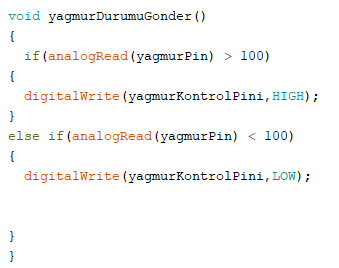 void yagmurDurumuGonder()
{
  if(analogRead(yagmurPin) > 100)
{
  digitalWrite(yagmurKontrolPini,HIGH);
}
else if(analogRead(yagmurPin) < 100)
{
  digitalWrite(yagmurKontrolPini,LOW);
}
}